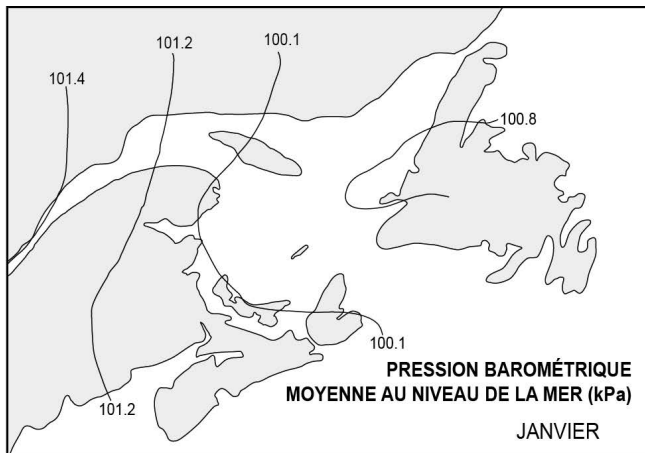 101.4
101.2
100.1
100.8
101.2
100.1
PRESSION BAROMÉTRIQUE
MOYENNE AU NIVEAU DE LA MER (kPa)
JANVIER